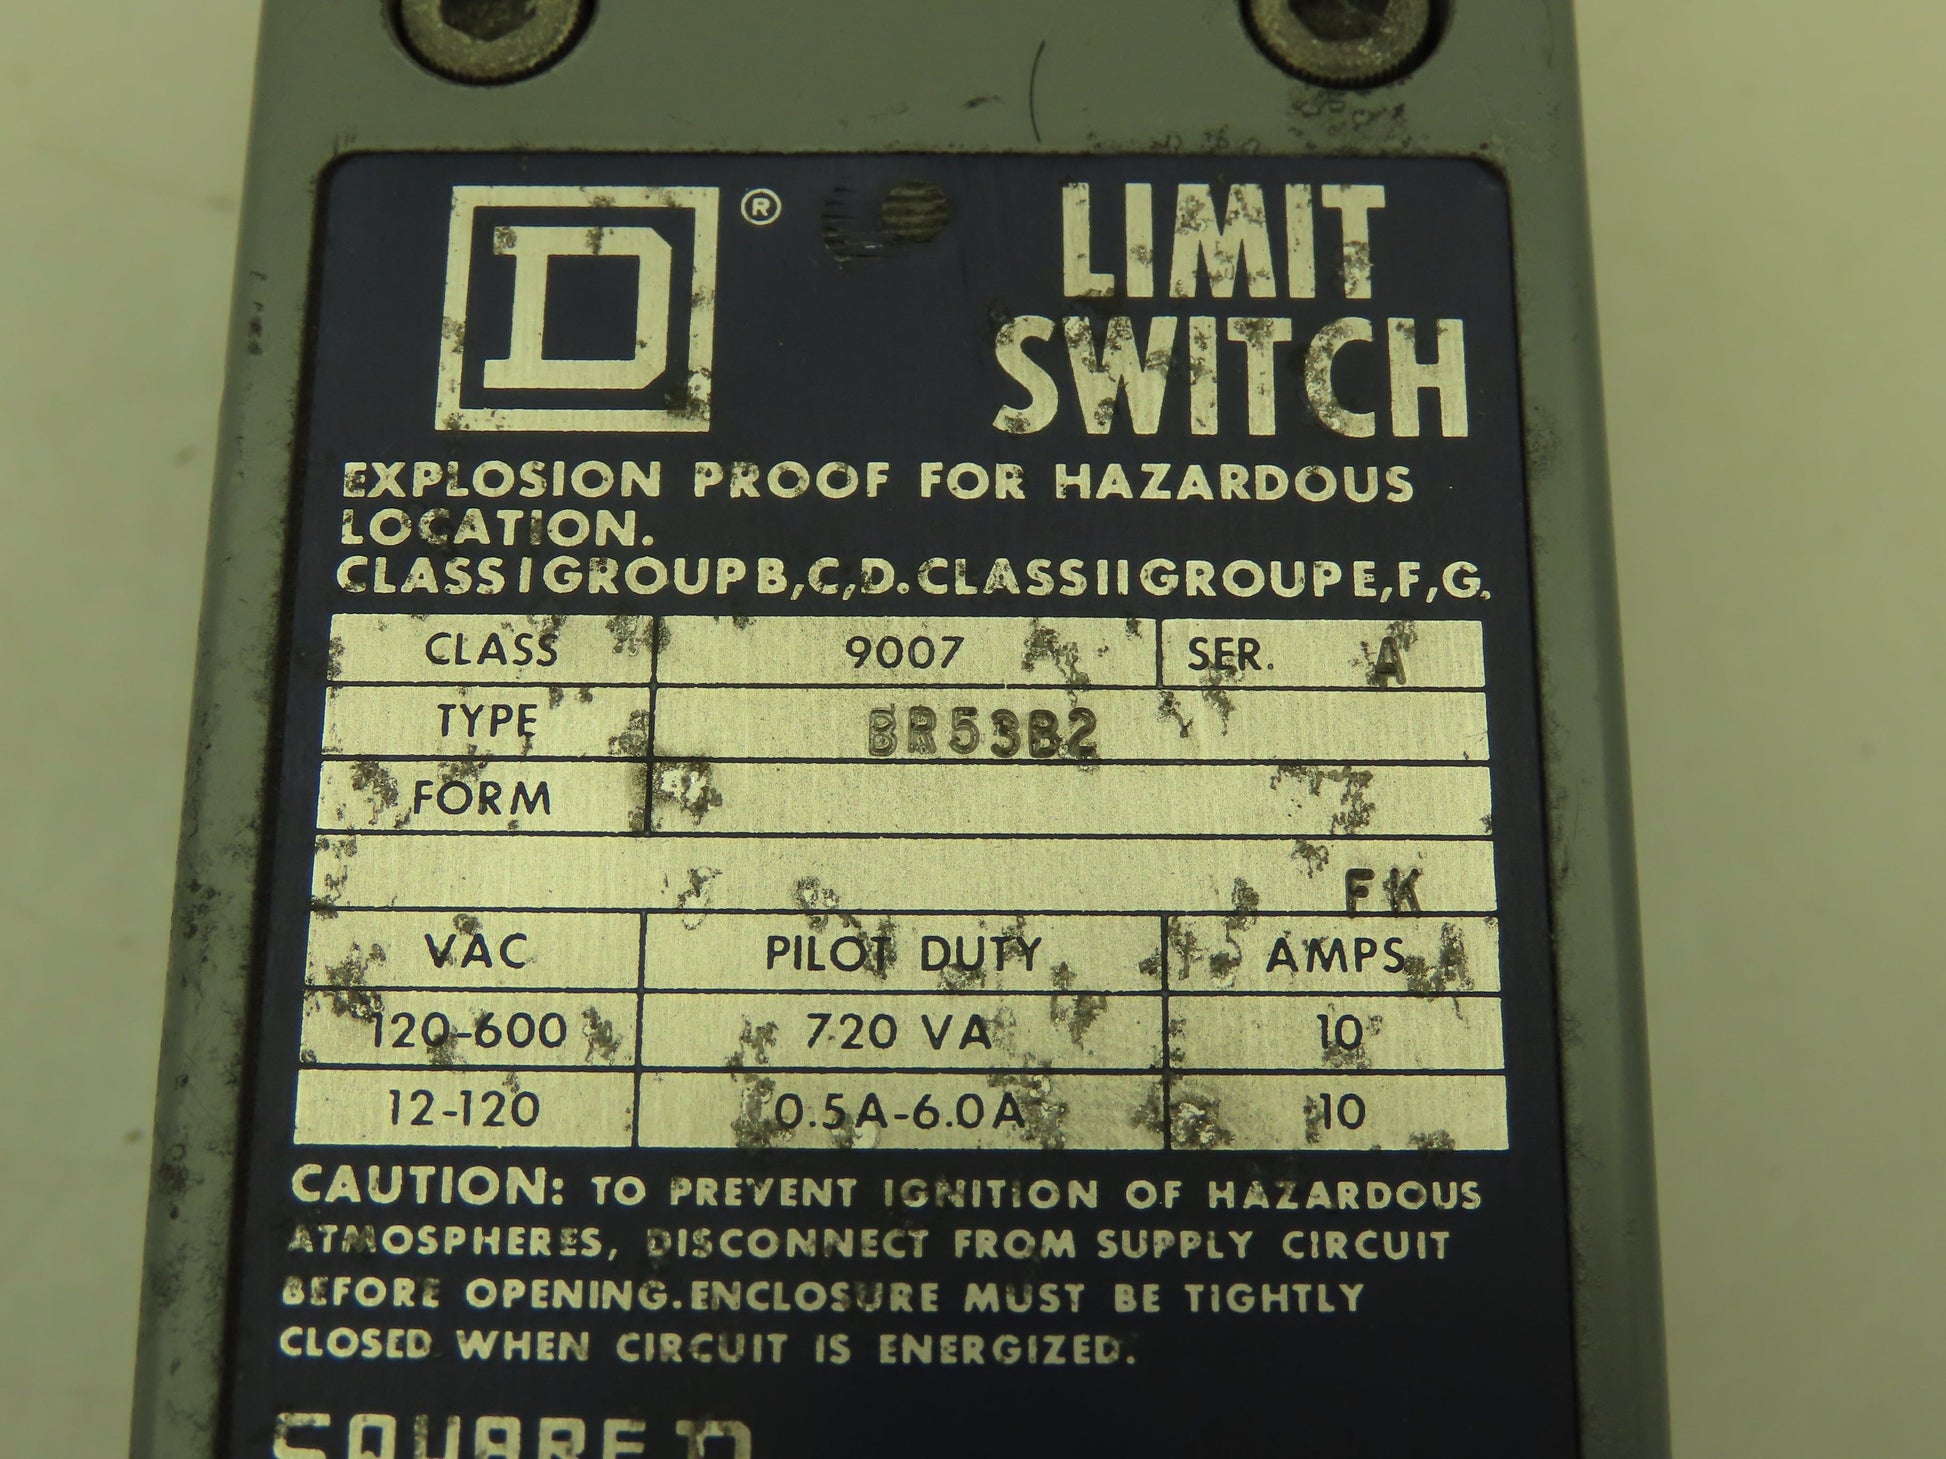 D ® LIMIT
SWITCH
EXPLOSION PROOF FOR HAZARDOUS
LOCATION.
CLASS I GROUP B,C,D. CLASS II GROUP E,F,G.
CLASS 9007 SER. A
TYPE BR53B2
FORM
FK
VAC PILOT DUTY AMPS
120-600 720 VA 10
12-120 0.5A-6.0A 10
CAUTION: TO PREVENT IGNITION OF HAZARDOUS
ATMOSPHERES, DISCONNECT FROM SUPPLY CIRCUIT
BEFORE OPENING. ENCLOSURE MUST BE TIGHTLY
CLOSED WHEN CIRCUIT IS ENERGIZED.
SQUARE D